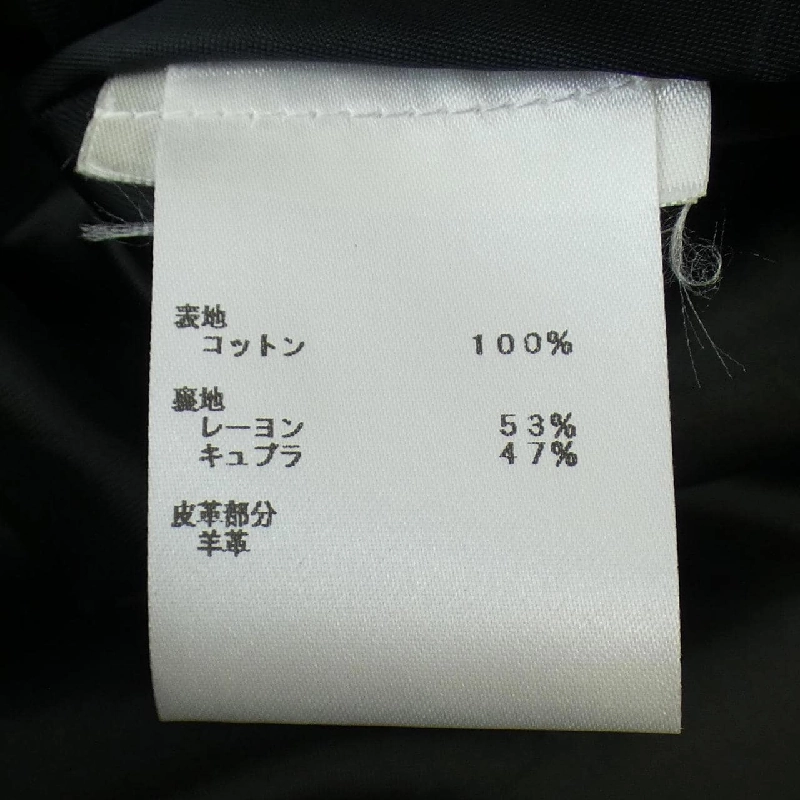 表地
コットン 100%
裏地
レーヨン 53%
キュプラ 47%
皮革部分
羊革